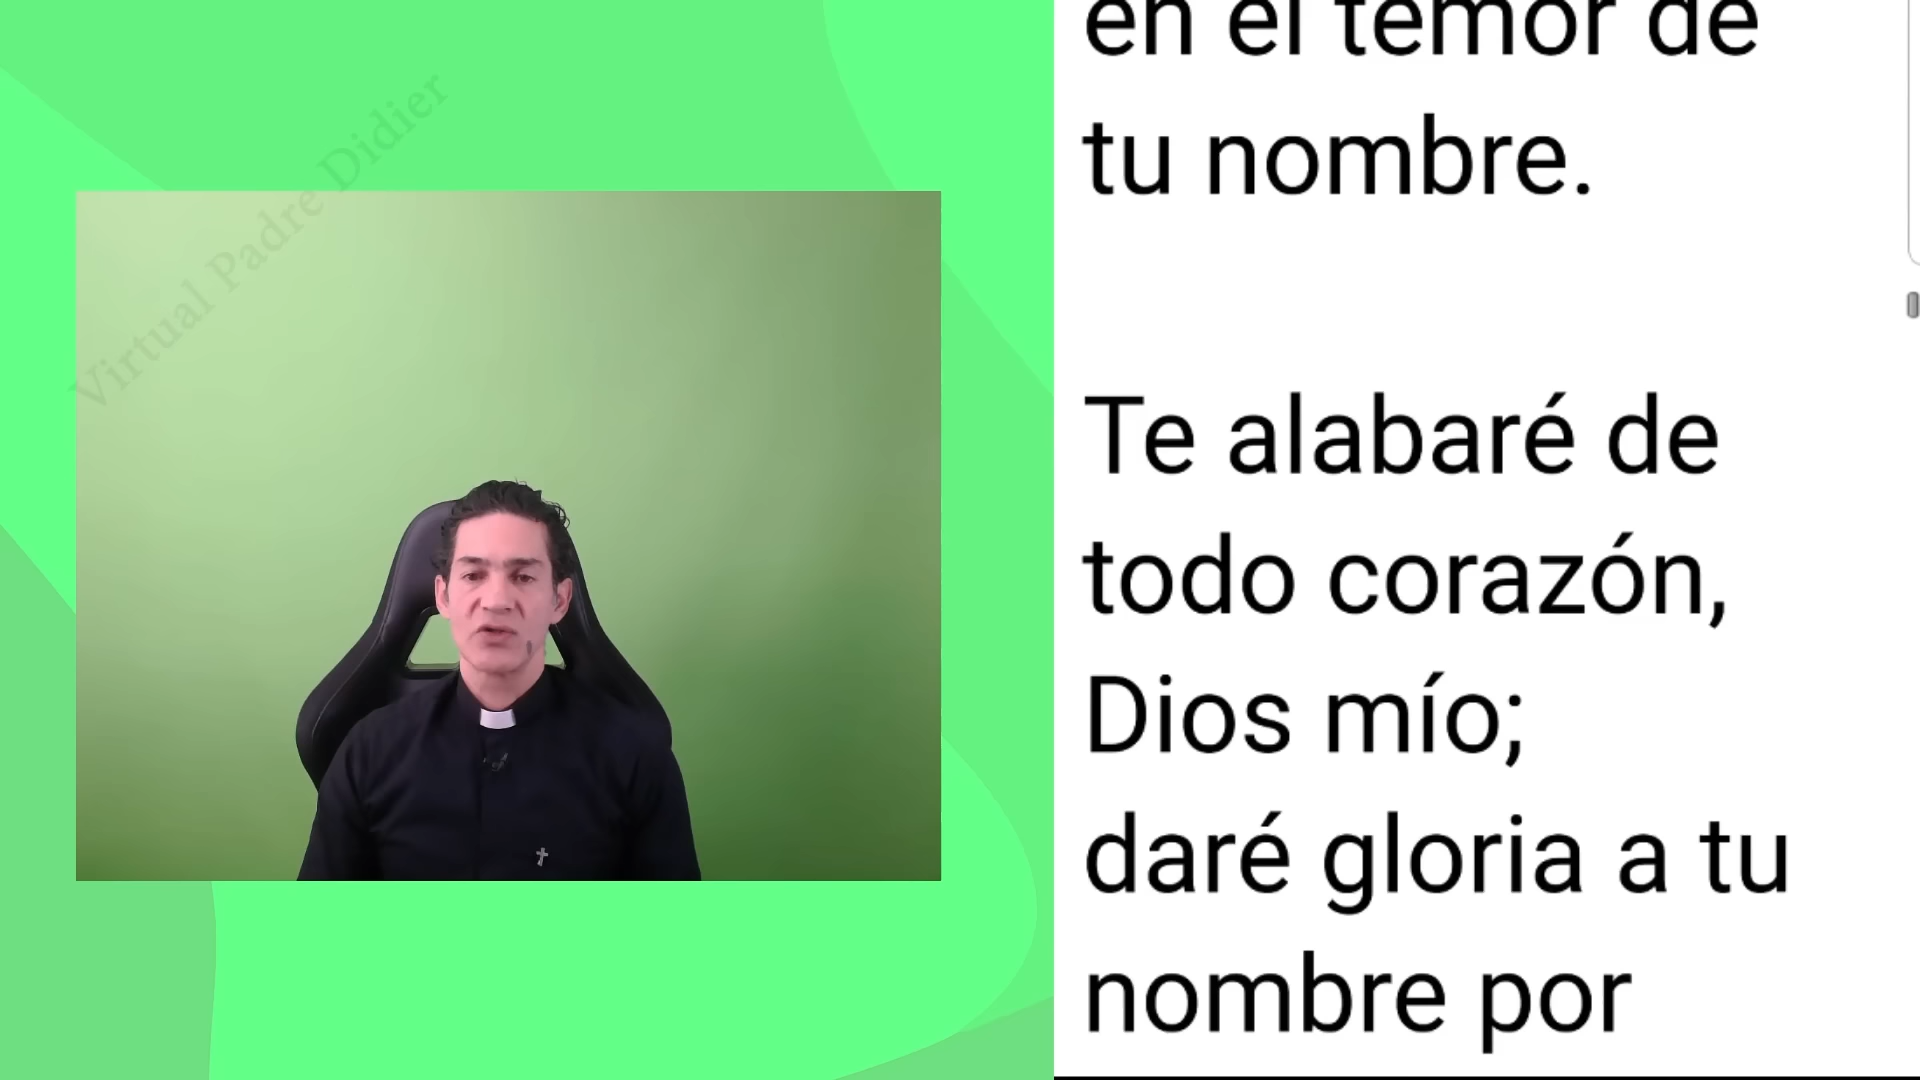 Virtual Padre Didier
en el temor de
tu nombre.
Te alabaré de
todo corazón,
Dios mío;
daré gloria a tu
nombre por